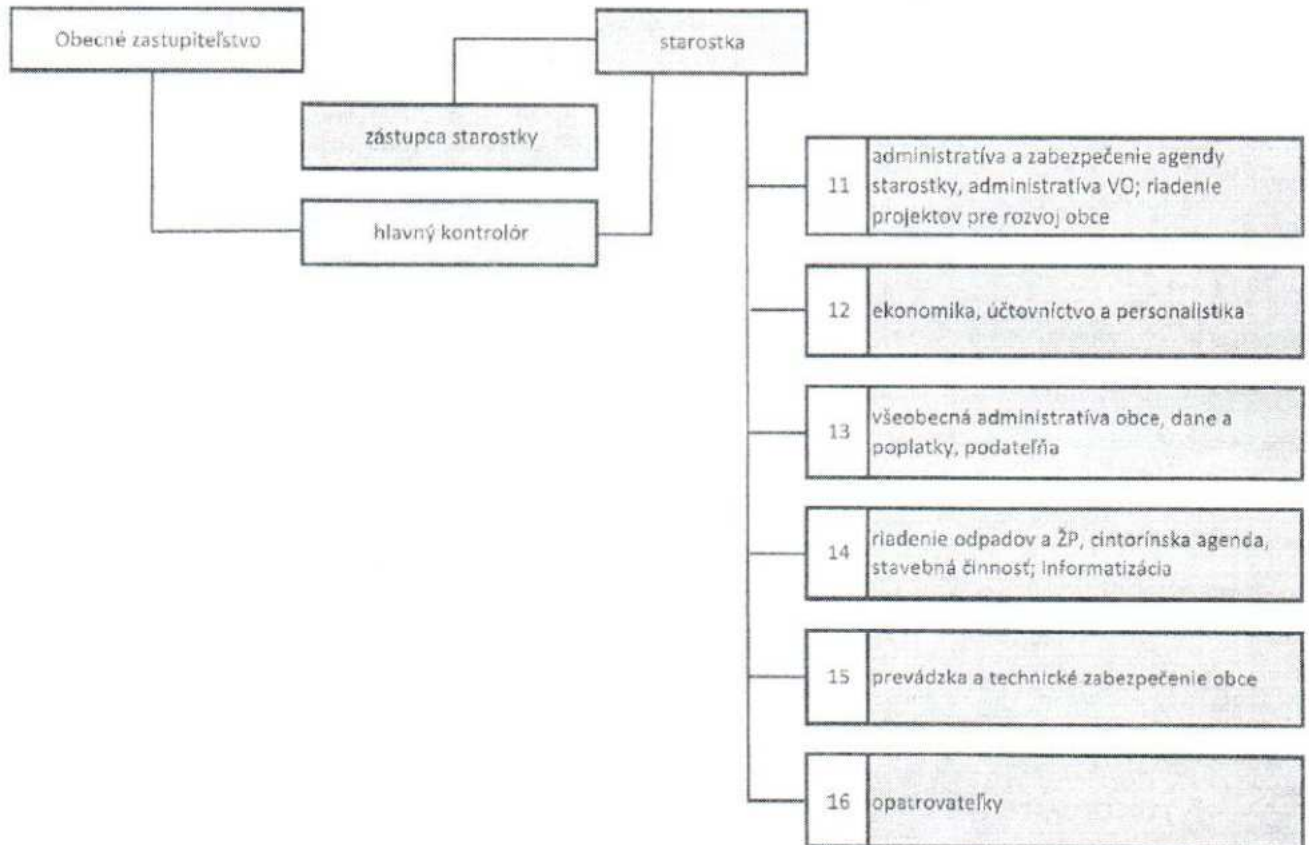 Obecné zastupiteľstvo
starostka
zástupca starostky
hlavný kontrolór
11
administratíva a zabezpečenie agendy
starostky, administratíva VO; riadenie
projektov pre rozvoj obce
12
ekonomika, účtovníctvo a personalistika
13
všeobecná administratíva obce, dane a
poplatky, podateľňa
14
riadenie odpadov a ŽP, cintorínska agenda,
stavebná činnosť; informatizácia
15
prevádzka a technické zabezpečenie obce
16
opatrovateľky